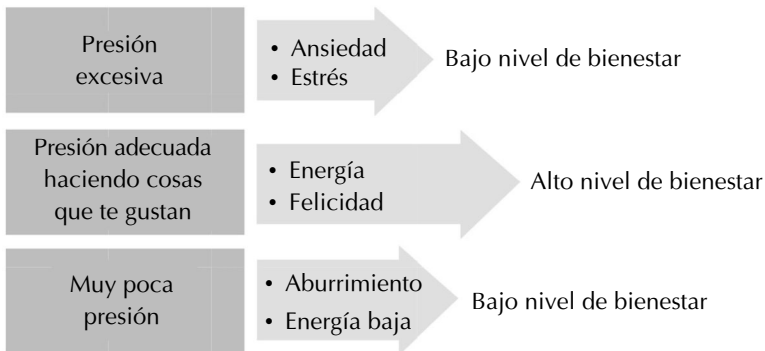 Presión
excesiva
• Ansiedad
• Estrés
Bajo nivel de bienestar
Presión adecuada
haciendo cosas
que te gustan
• Energía
• Felicidad
Alto nivel de bienestar
Muy poca
presión
• Aburrimiento
• Energía baja
Bajo nivel de bienestar